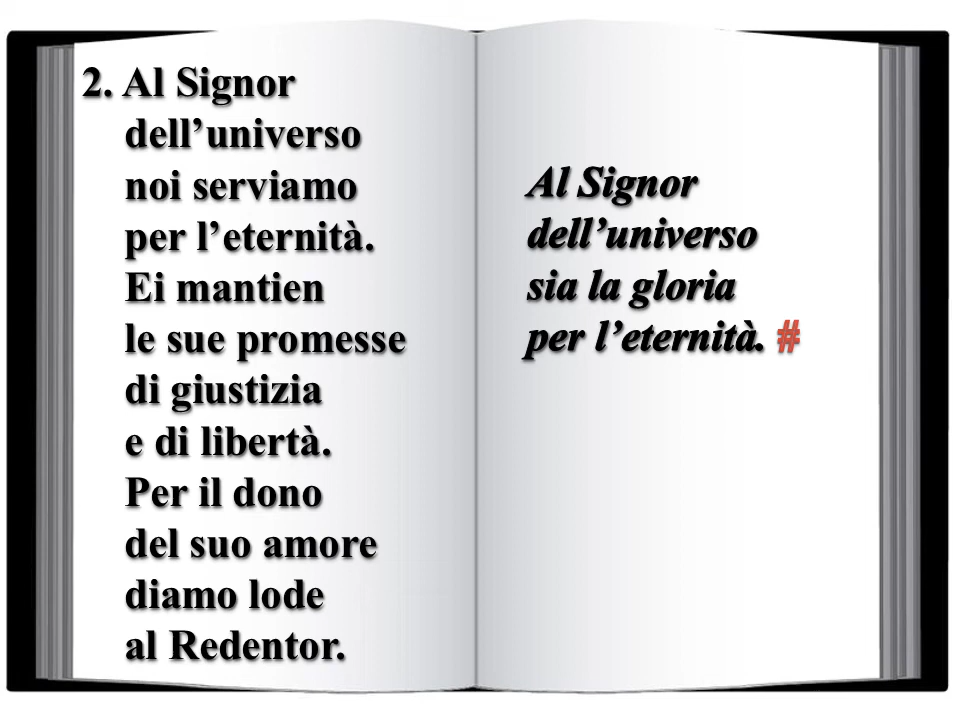 2. Al Signor
dell’universo
noi serviamo
per l’eternità.
Ei mantien
le sue promesse
di giustizia
e di libertà.
Per il dono
del suo amore
diamo lode
al Redentor.
Al Signor
dell’universo
sia la gloria
per l’eternità. #